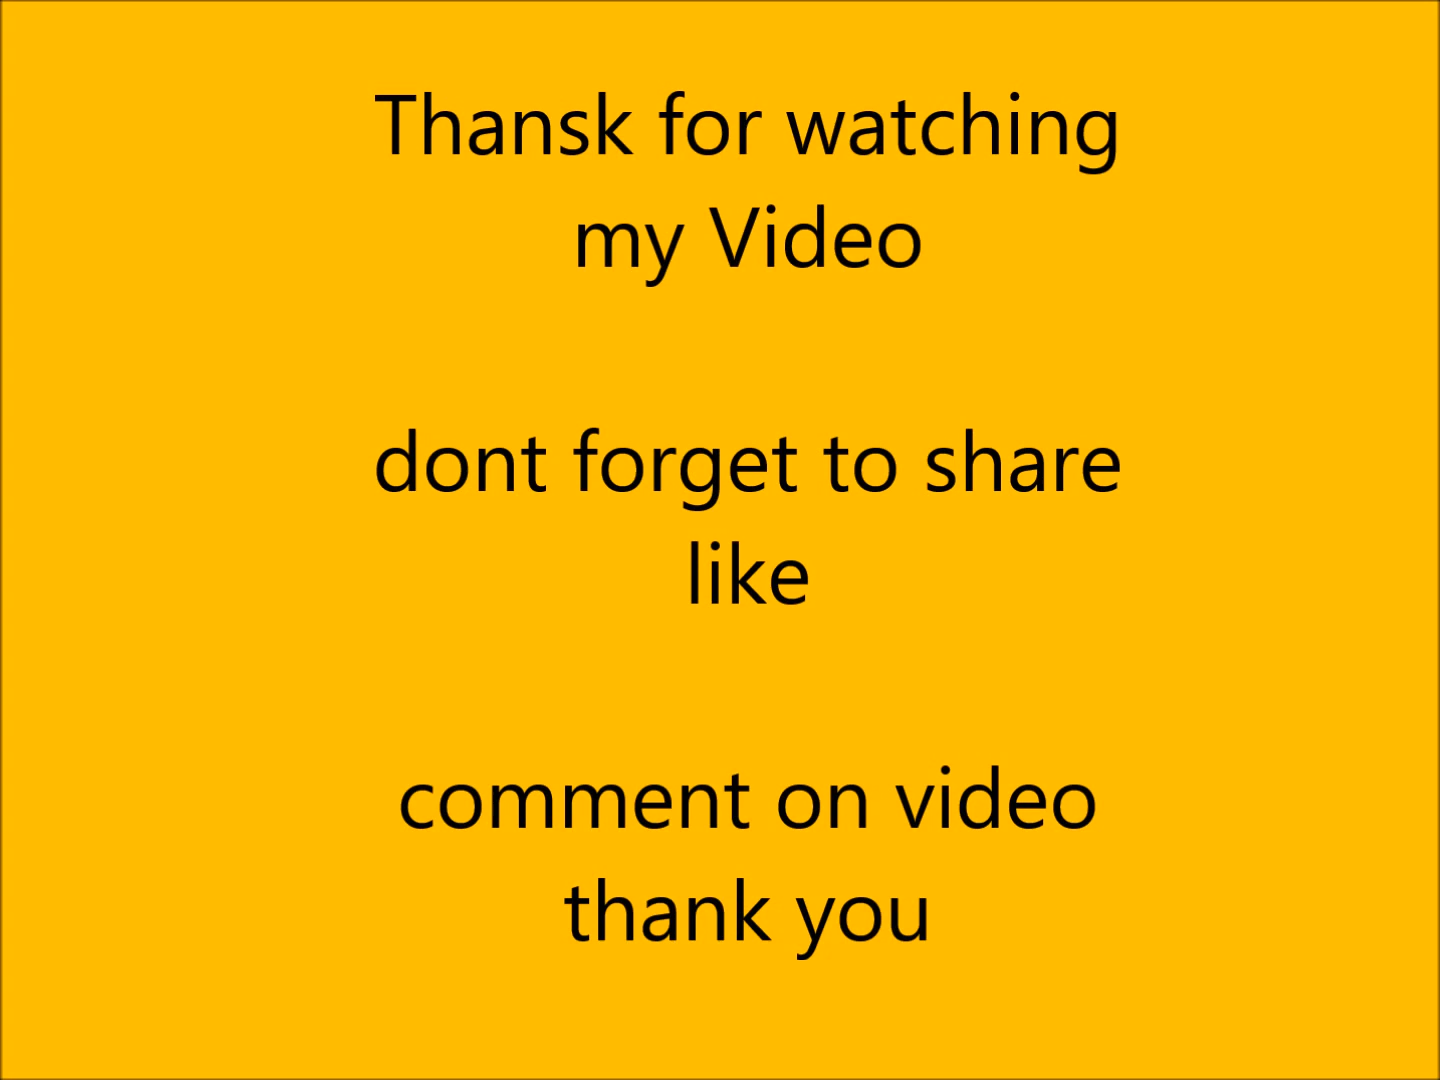 Thansk for watching
my Video
dont forget to share
like
comment on video
thank you